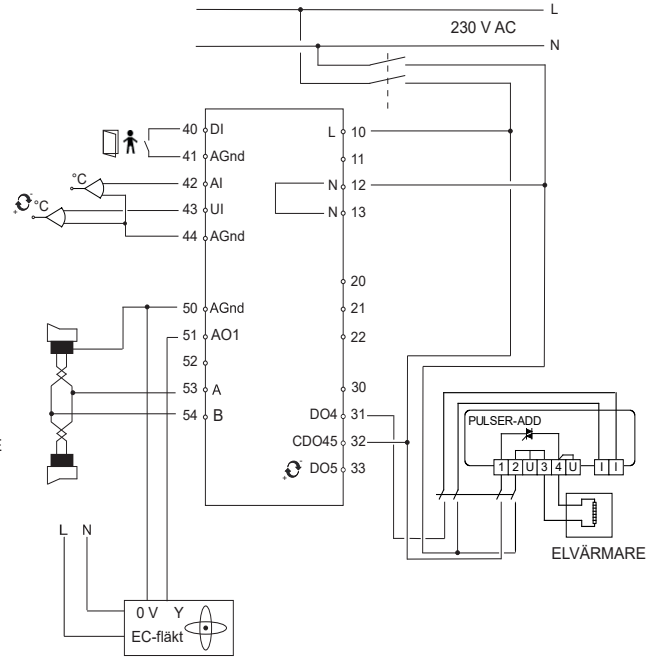 L
230 V AC
N
40 DI
41 AGnd
42 AI
43 UI
44 AGnd
°C
°C
50 AGnd
51 AO1
52
53 A
54 B
L 10
11
N 12
N 13
20
21
22
30
DO4 31
CDO45 32
DO5 33
PULSER-ADD
1 2 U 3 4 U I I
ELVÄRMARE
E
L N
0 V Y
EC-fläkt